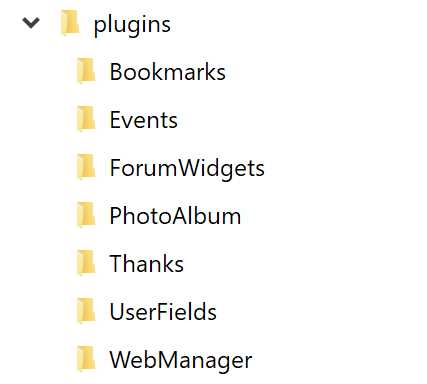 plugins
Bookmarks
Events
ForumWidgets
PhotoAlbum
Thanks
UserFields
WebManager